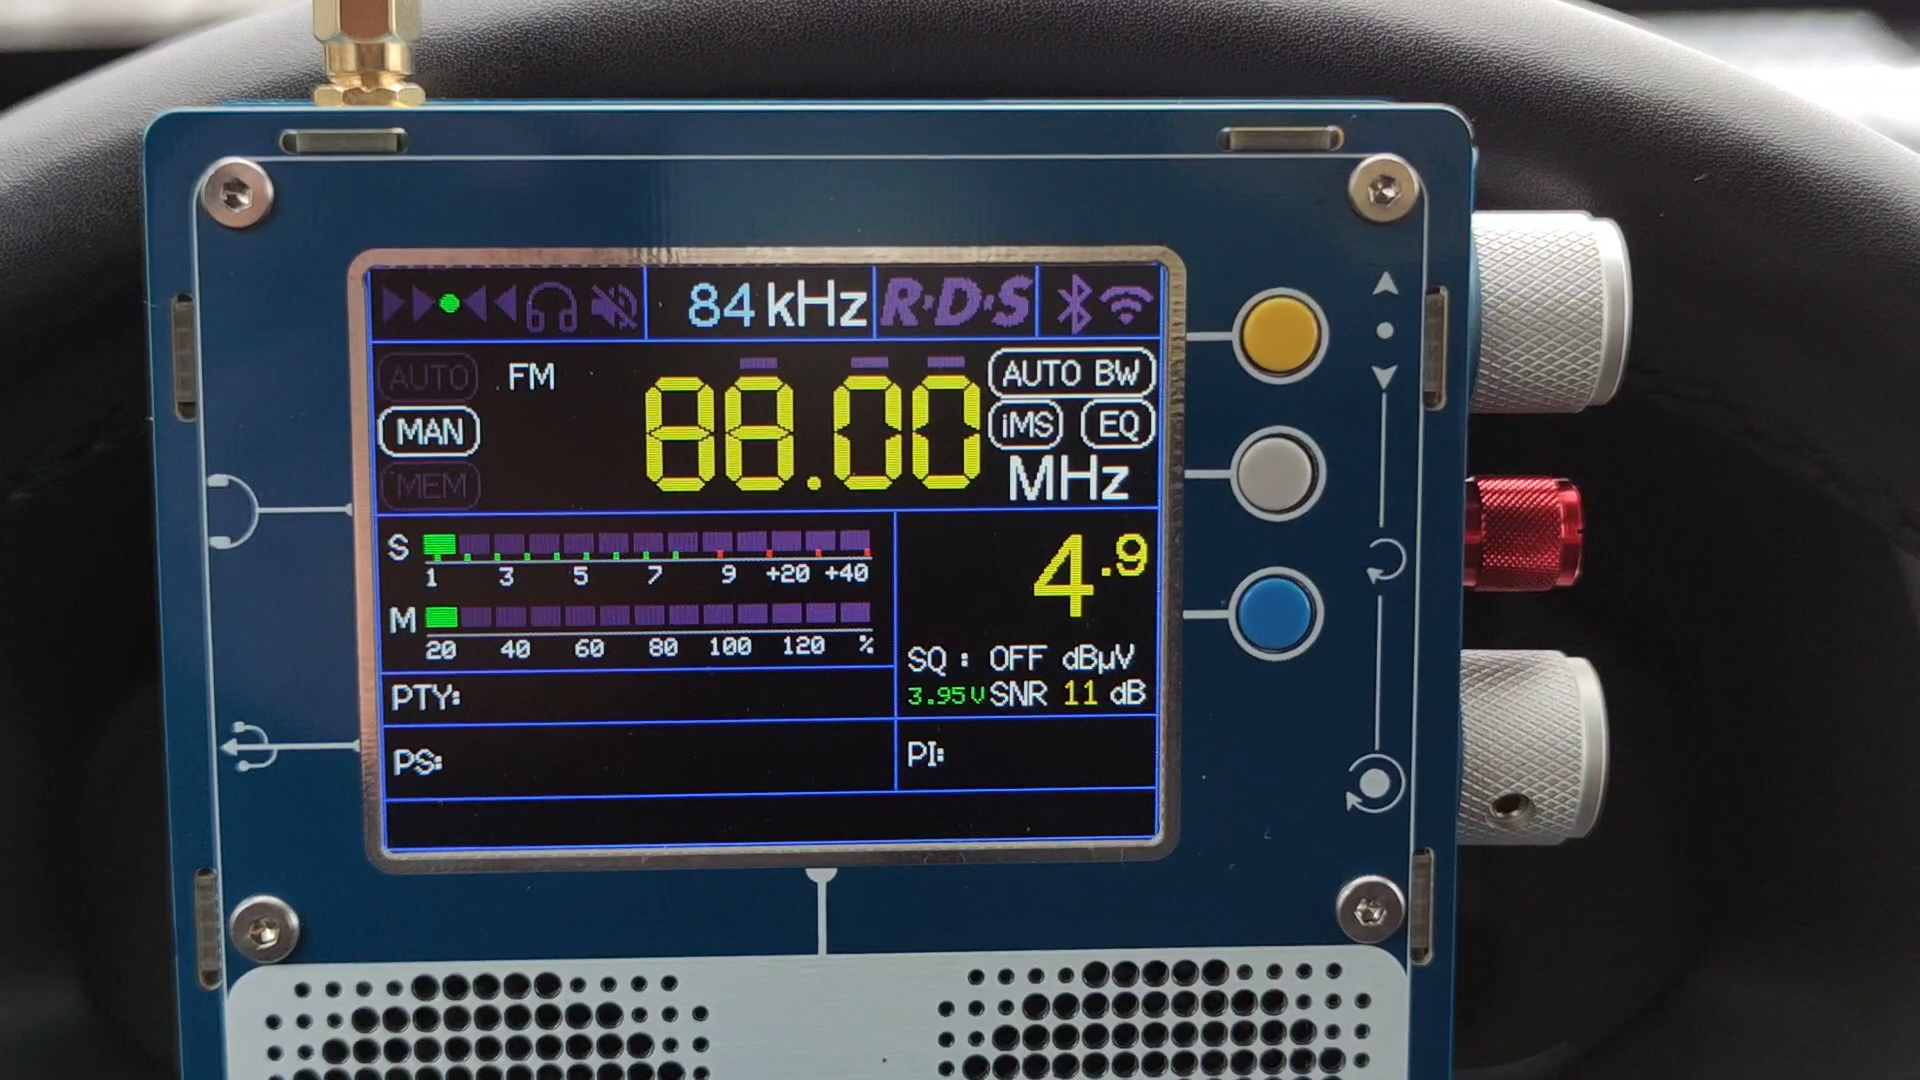 84 kHz R·D·S
AUTO FM 88.00 AUTO BW
MAN iMS EQ
MEM MHz
S 1 3 5 7 9 +20 +40
4.9
M 20 40 60 80 100 120 %
SQ : OFF dBµV
PTY: 3.95V SNR 11 dB
PS: PI: